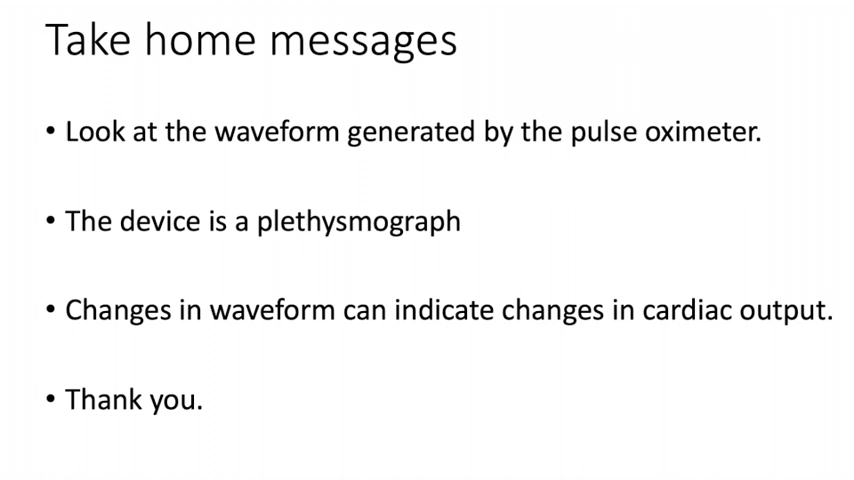 Take home messages
• Look at the waveform generated by the pulse oximeter.
• The device is a plethysmograph
• Changes in waveform can indicate changes in cardiac output.
• Thank you.